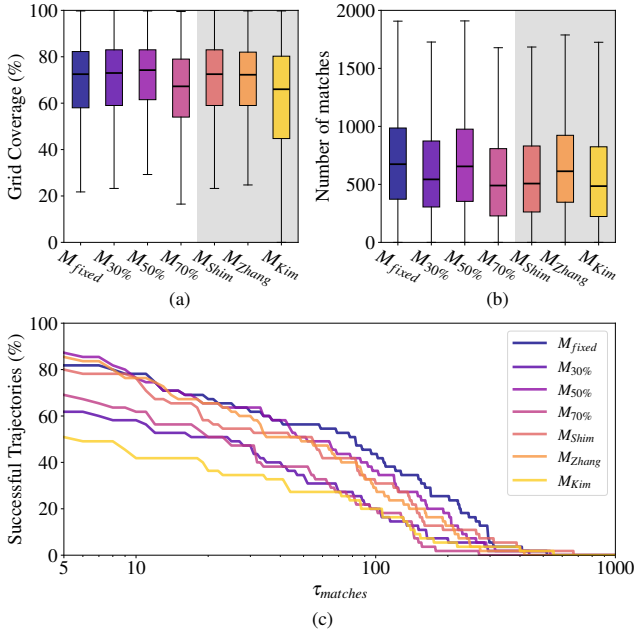 100
80
60
40
20
0
Grid Coverage (%)
M_fixed
M_30%
M_50%
M_70%
M_Shim
M_Zhang
M_Kim
(a)
2000
1500
1000
500
0
Number of matches
M_fixed
M_30%
M_50%
M_70%
M_Shim
M_Zhang
M_Kim
(b)
100
80
60
40
20
0
Successful Trajectories (%)
M_fixed
M_30%
M_50%
M_70%
M_Shim
M_Zhang
M_Kim
5 10 100 1000
τ_matches
(c)